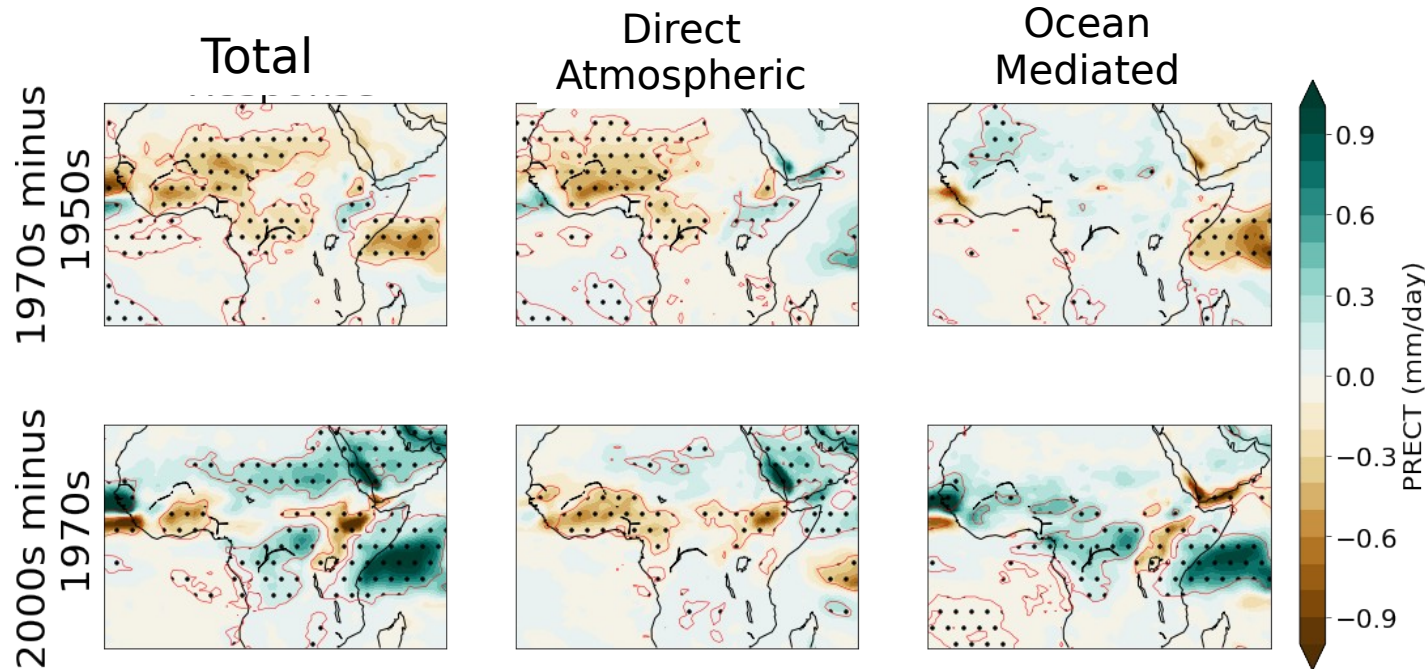 Total
Direct
Atmospheric
Ocean
Mediated
1970s minus
1950s
2000s minus
1970s
0.9
0.6
0.3
0.0
−0.3
−0.6
−0.9
PRECT (mm/day)